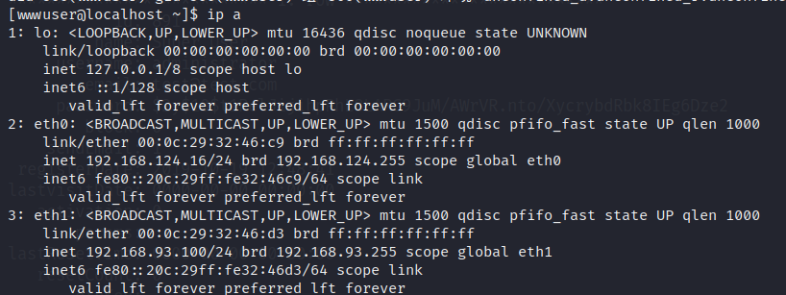 [wwwuser@localhost ~]$ ip a
1: lo: <LOOPBACK,UP,LOWER_UP> mtu 16436 qdisc noqueue state UNKNOWN
    link/loopback 00:00:00:00:00:00 brd 00:00:00:00:00:00
    inet 127.0.0.1/8 scope host lo
    inet6 ::1/128 scope host
       valid_lft forever preferred_lft forever
2: eth0: <BROADCAST,MULTICAST,UP,LOWER_UP> mtu 1500 qdisc pfifo_fast state UP qlen 1000
    link/ether 00:0c:29:32:46:c9 brd ff:ff:ff:ff:ff:ff
    inet 192.168.124.16/24 brd 192.168.124.255 scope global eth0
    inet6 fe80::20c:29ff:fe32:46c9/64 scope link
       valid_lft forever preferred_lft forever
3: eth1: <BROADCAST,MULTICAST,UP,LOWER_UP> mtu 1500 qdisc pfifo_fast state UP qlen 1000
    link/ether 00:0c:29:32:46:d3 brd ff:ff:ff:ff:ff:ff
    inet 192.168.93.100/24 brd 192.168.93.255 scope global eth1
    inet6 fe80::20c:29ff:fe32:46d3/64 scope link
       valid_lft forever preferred_lft forever